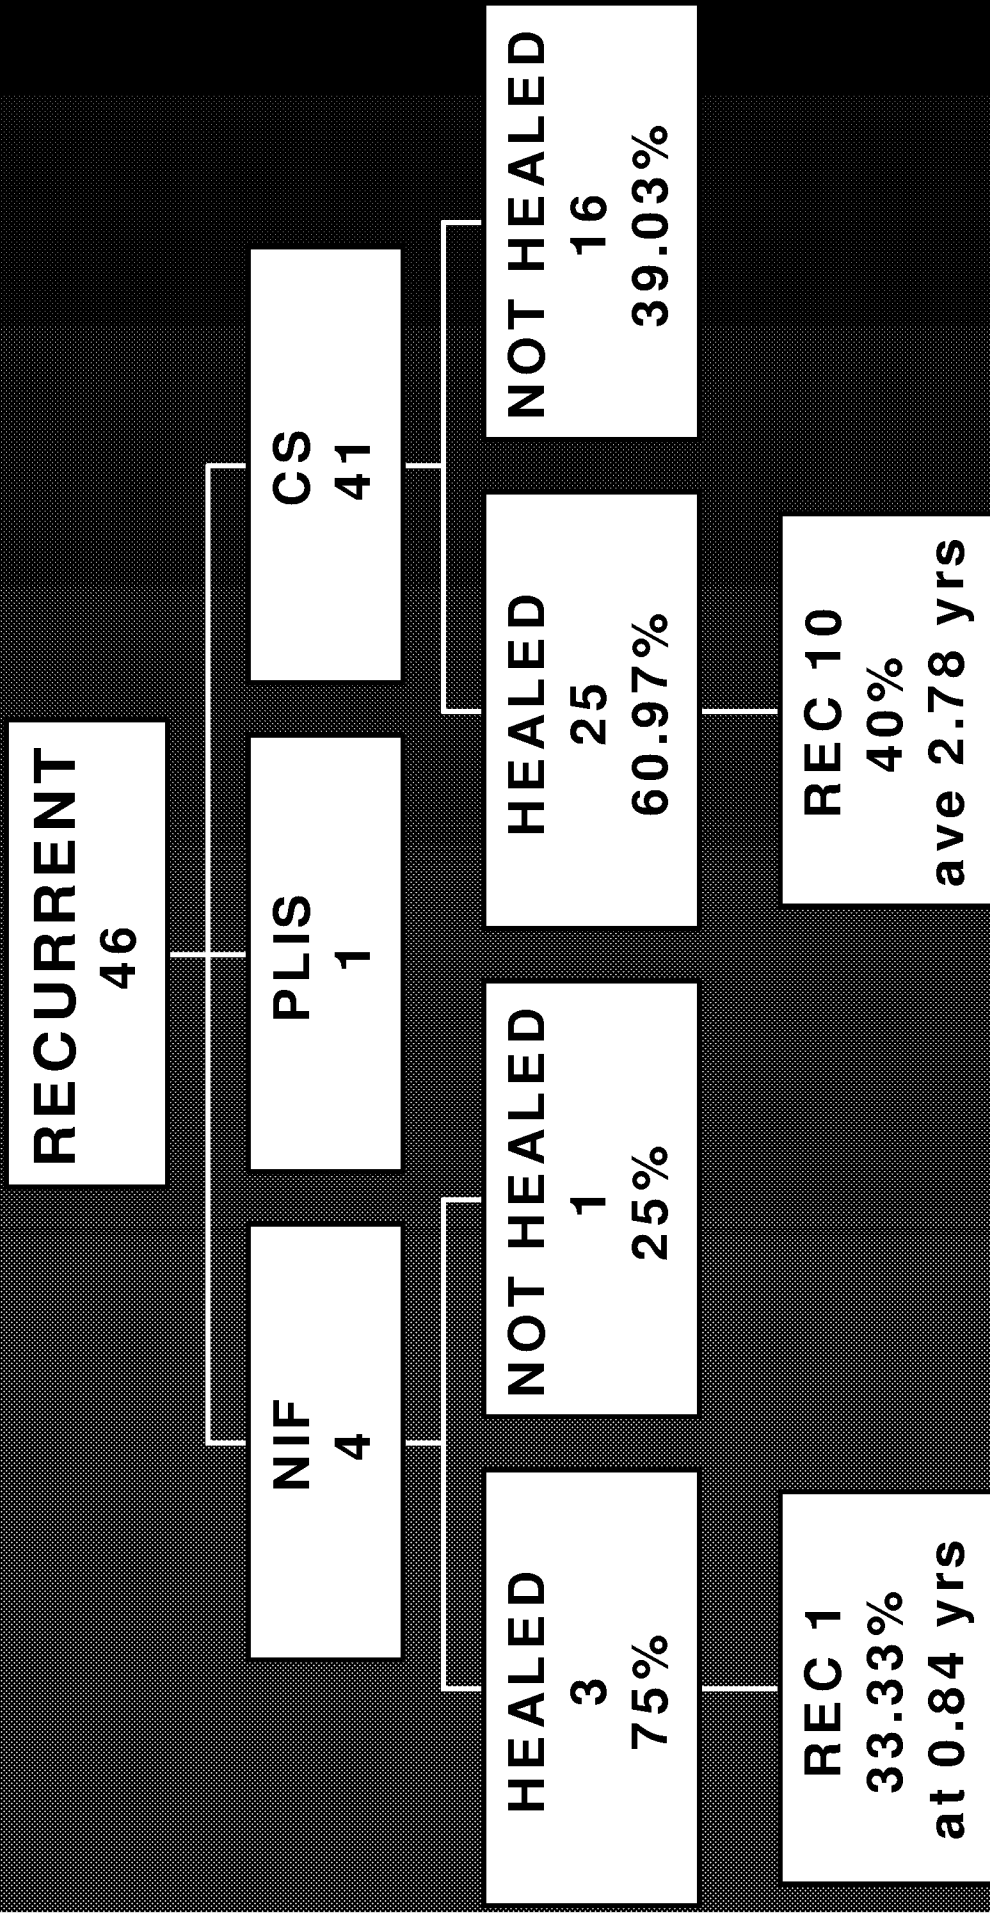 RECURRENT
46
NIF
4
PLIS
1
CS
41
HEALED
3
75%
NOT HEALED
1
25%
HEALED
25
60.97%
NOT HEALED
16
39.03%
REC 1
33.33%
at 0.84 yrs
REC 10
40%
ave 2.78 yrs